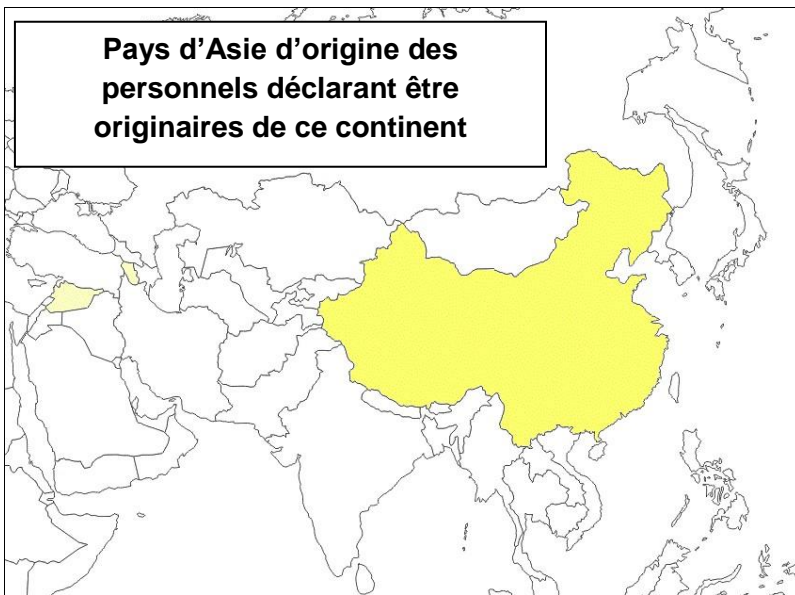 Pays d’Asie d’origine des
personnels déclarant être
originaires de ce continent